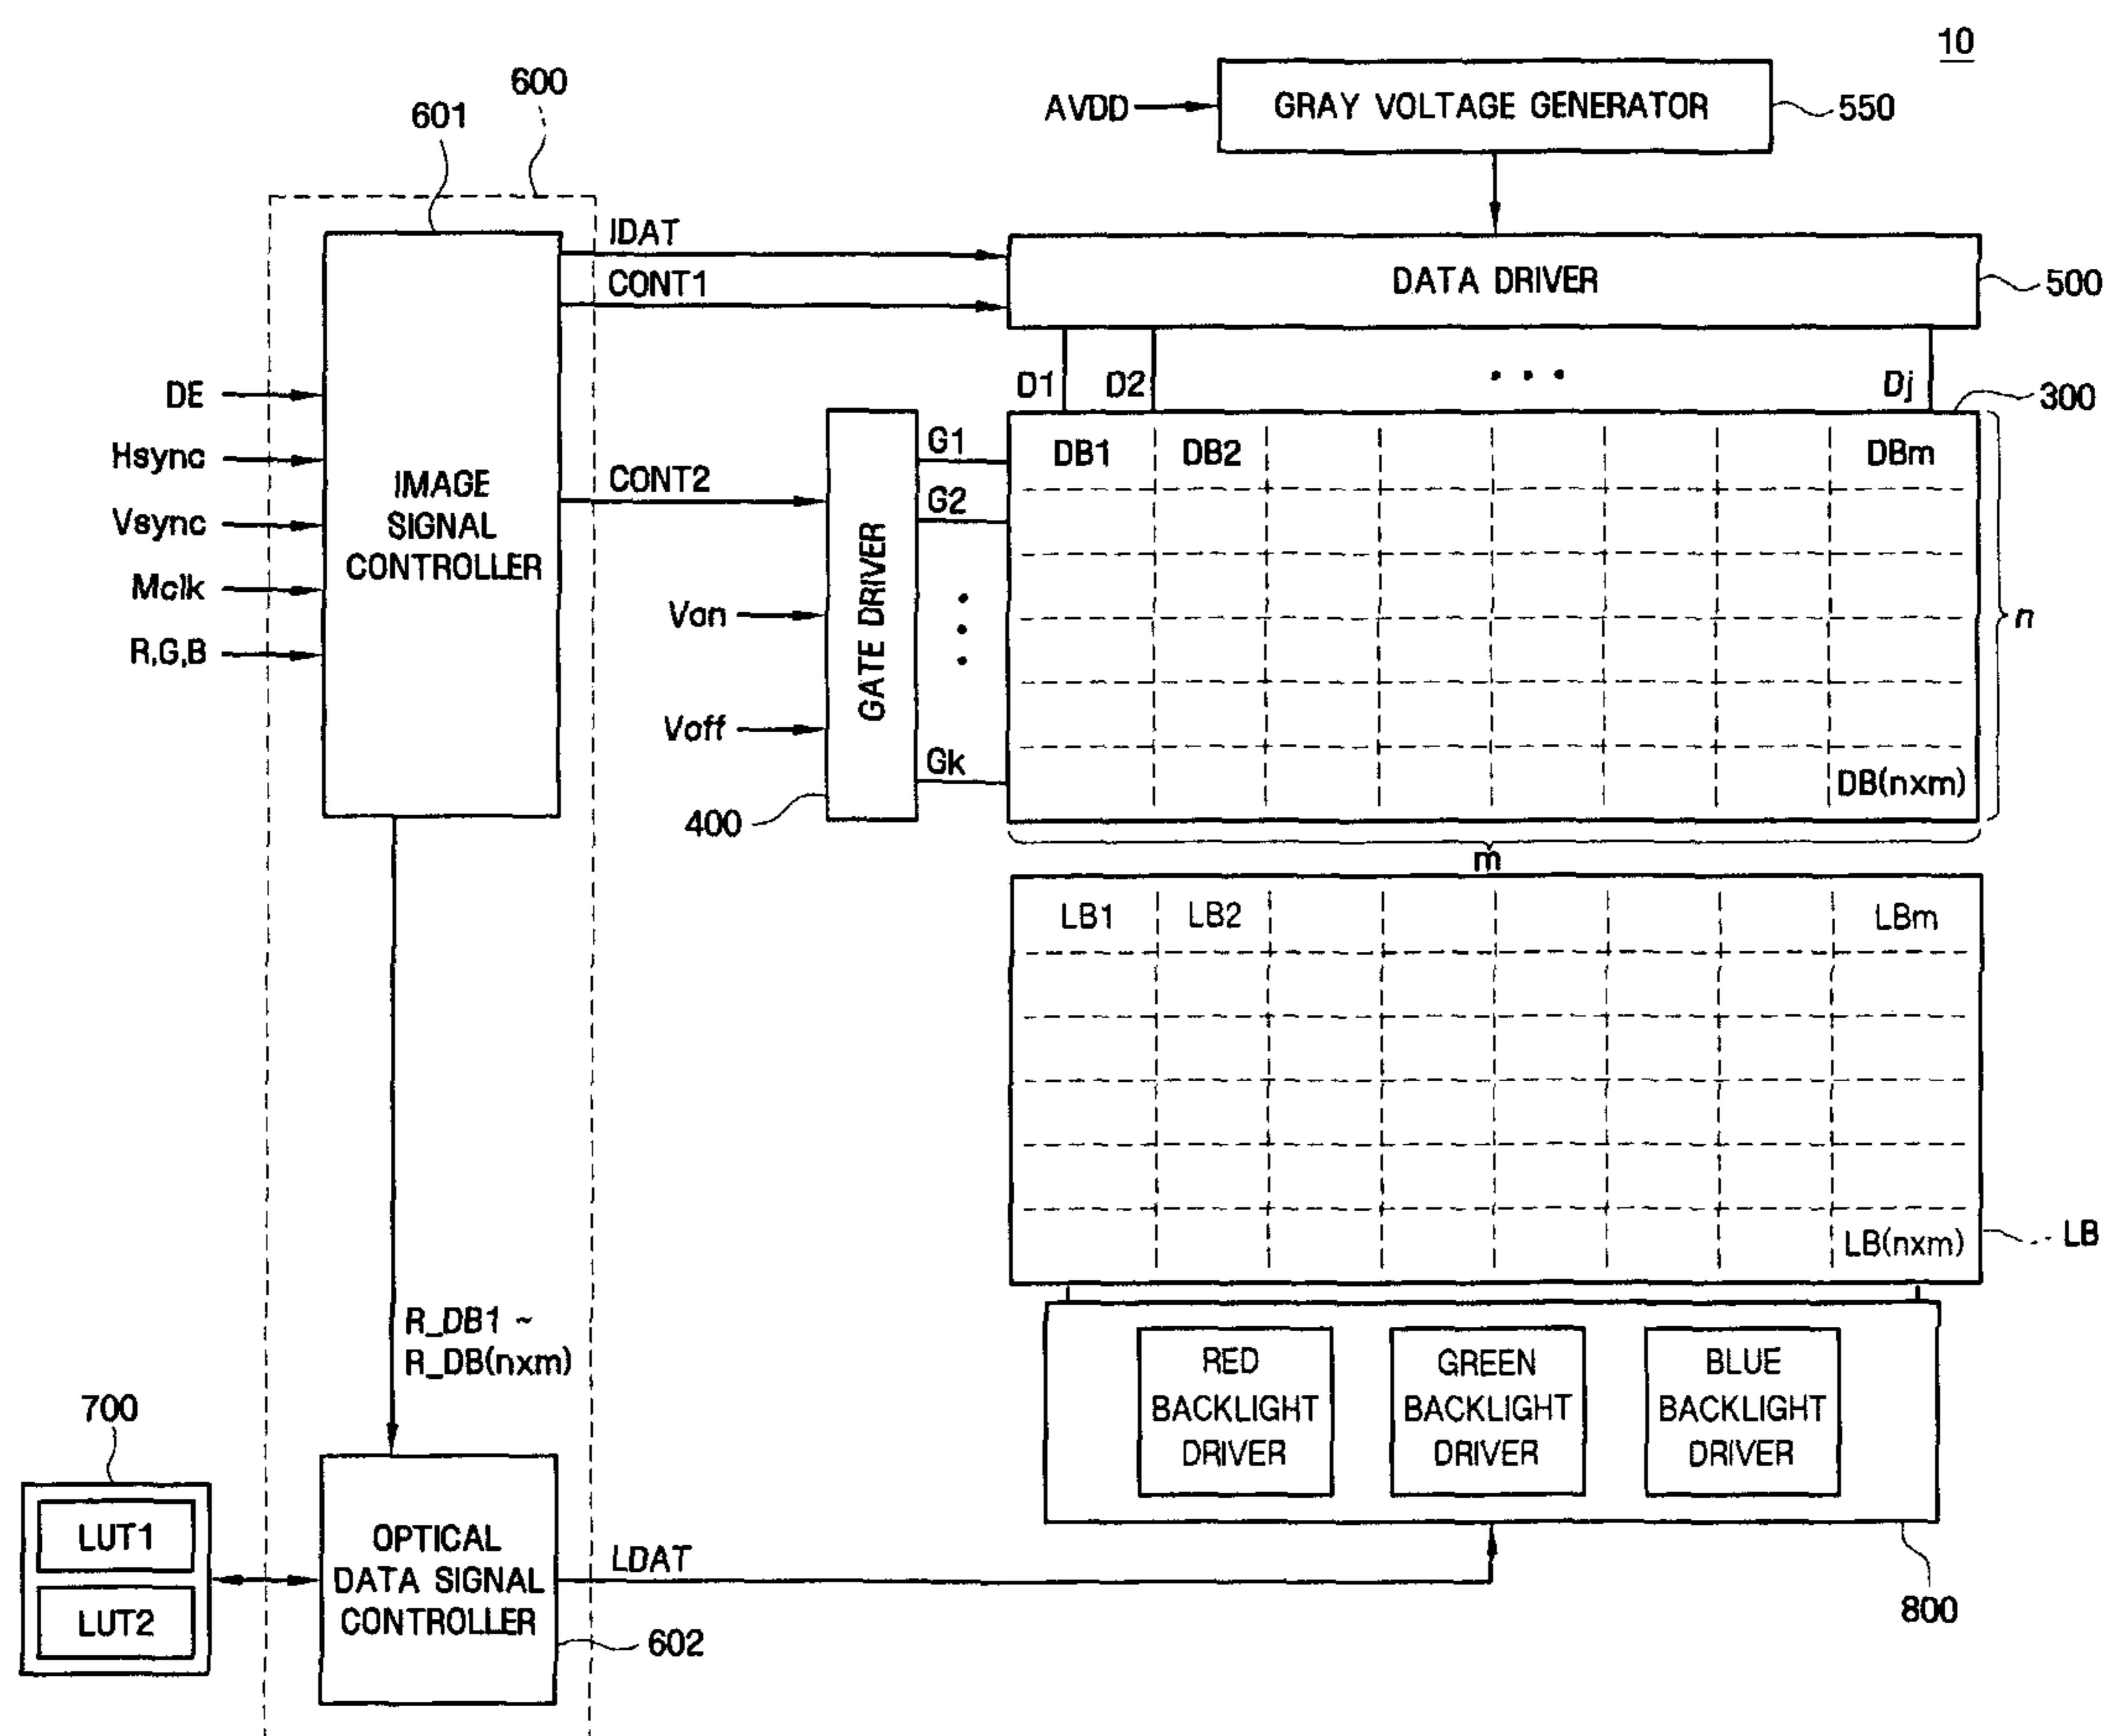 10
600
601
AVDD
GRAY VOLTAGE GENERATOR
550
IDAT
CONT1
DATA DRIVER
500
D1
D2
Dj
300
DE
Hsync
Vsync
Mclk
R,G,B
IMAGE
SIGNAL
CONTROLLER
CONT2
Von
Voff
GATE DRIVER
400
G1
G2
Gk
DB1
DB2
DBm
DB(nxm)
n
m
LB1
LB2
LBm
LB(nxm)
LB
R_DB1 ~
R_DB(nxm)
RED
BACKLIGHT
DRIVER
GREEN
BACKLIGHT
DRIVER
BLUE
BACKLIGHT
DRIVER
800
700
LUT1
LUT2
OPTICAL
DATA SIGNAL
CONTROLLER
602
LDAT